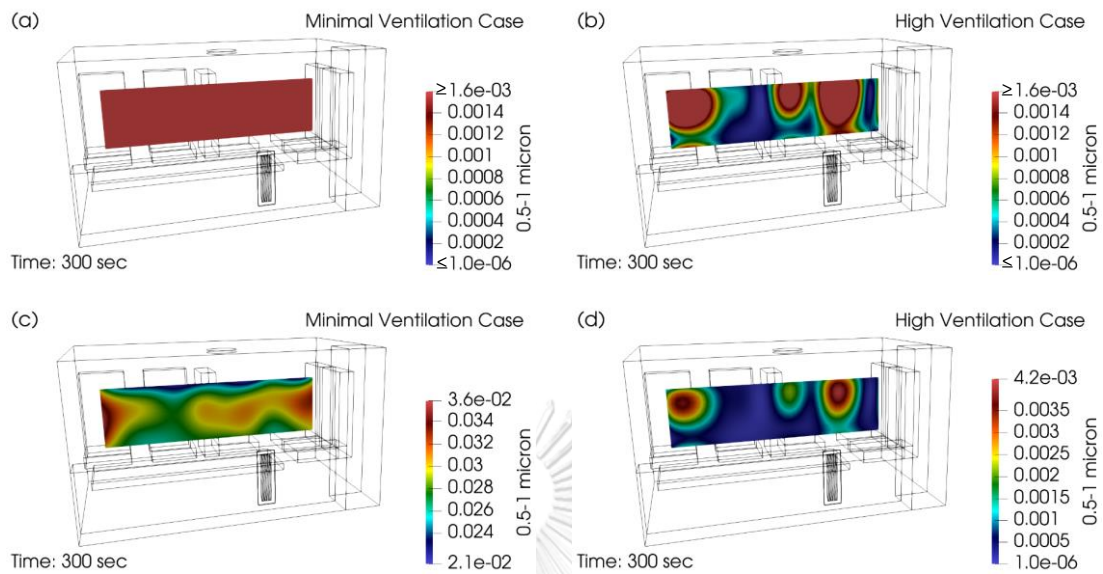 (a)
Minimal Ventilation Case
≥1.6e-03
0.0014
0.0012
0.001
0.0008
0.0006
0.0004
0.0002
≤1.0e-06
0.5-1 micron
Time: 300 sec
(b)
High Ventilation Case
≥1.6e-03
0.0014
0.0012
0.001
0.0008
0.0006
0.0004
0.0002
≤1.0e-06
0.5-1 micron
Time: 300 sec
(c)
Minimal Ventilation Case
3.6e-02
0.034
0.032
0.03
0.028
0.026
0.024
2.1e-02
0.5-1 micron
Time: 300 sec
(d)
High Ventilation Case
4.2e-03
0.0035
0.003
0.0025
0.002
0.0015
0.001
0.0005
1.0e-06
0.5-1 micron
Time: 300 sec